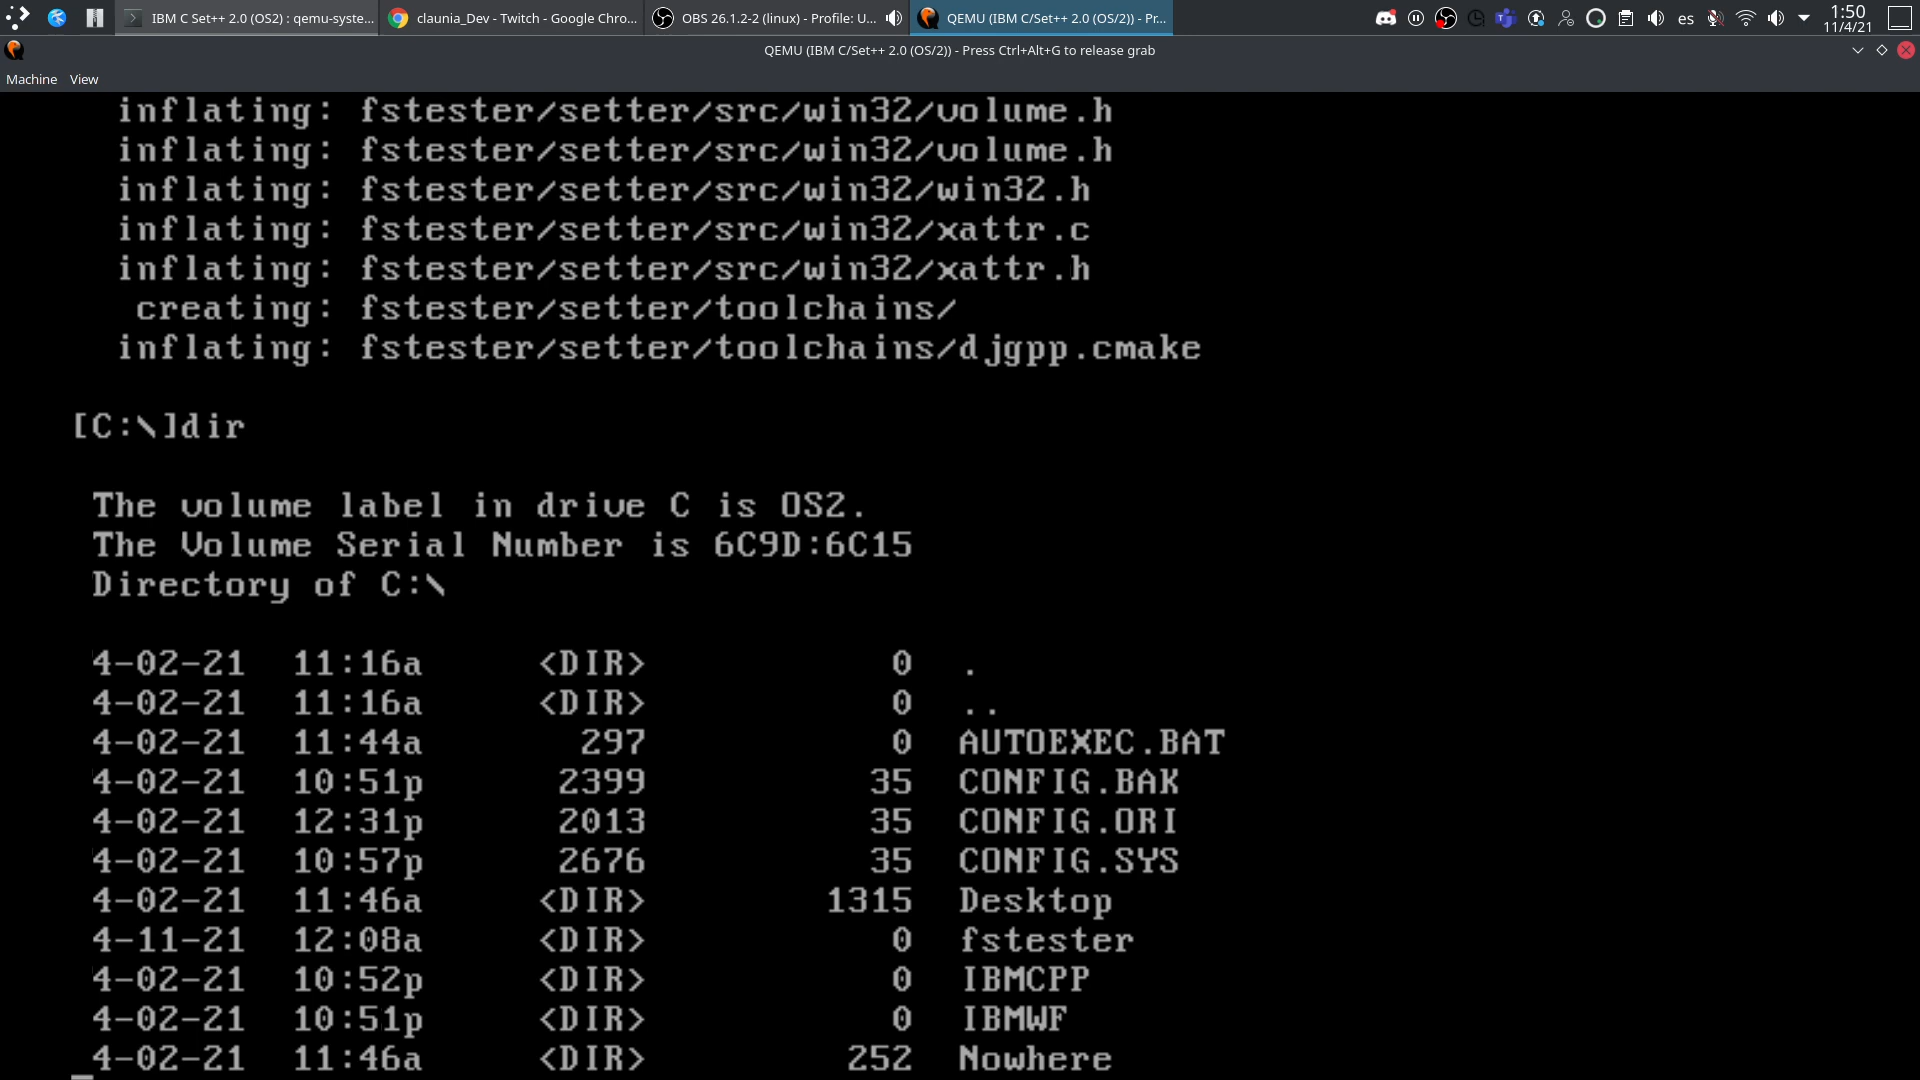 IBM C Set++ 2.0 (OS2) : qemu-syste...
claunia_Dev - Twitch - Google Chro...
OBS 26.1.2-2 (linux) - Profile: U...
QEMU (IBM C/Set++ 2.0 (OS/2)) - Pr...
es
1:50
11/4/21
QEMU (IBM C/Set++ 2.0 (OS/2)) - Press Ctrl+Alt+G to release grab
Machine View
inflating: fstester/setter/src/win32/volume.h
inflating: fstester/setter/src/win32/volume.h
inflating: fstester/setter/src/win32/win32.h
inflating: fstester/setter/src/win32/xattr.c
inflating: fstester/setter/src/win32/xattr.h
creating: fstester/setter/toolchains/
inflating: fstester/setter/toolchains/djgpp.cmake
[C:\]dir
The volume label in drive C is OS2.
The Volume Serial Number is 6C9D:6C15
Directory of C:\
4-02-21 11:16a <DIR> 0 .
4-02-21 11:16a <DIR> 0 ..
4-02-21 11:44a 297 0 AUTOEXEC.BAT
4-02-21 10:51p 2399 35 CONFIG.BAK
4-02-21 12:31p 2013 35 CONFIG.ORI
4-02-21 10:57p 2676 35 CONFIG.SYS
4-02-21 11:46a <DIR> 1315 Desktop
4-11-21 12:08a <DIR> 0 fstester
4-02-21 10:52p <DIR> 0 IBMCPP
4-02-21 10:51p <DIR> 0 IBMWF
4-02-21 11:46a <DIR> 252 Nowhere